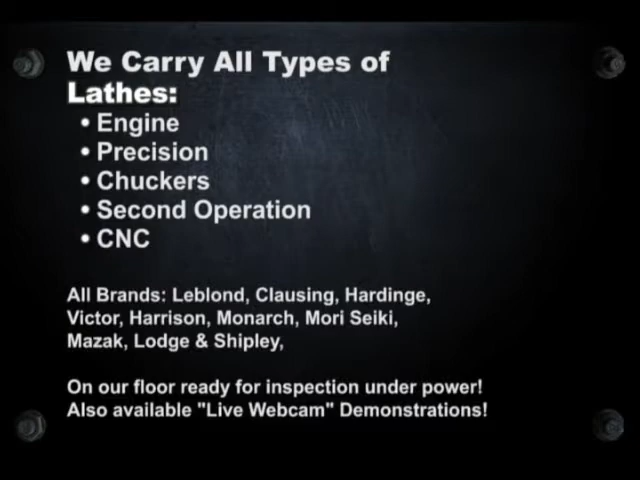 We Carry All Types of
Lathes:
• Engine
• Precision
• Chuckers
• Second Operation
• CNC
All Brands: Leblond, Clausing, Hardinge,
Victor, Harrison, Monarch, Mori Seiki,
Mazak, Lodge & Shipley,
On our floor ready for inspection under power!
Also available "Live Webcam" Demonstrations!